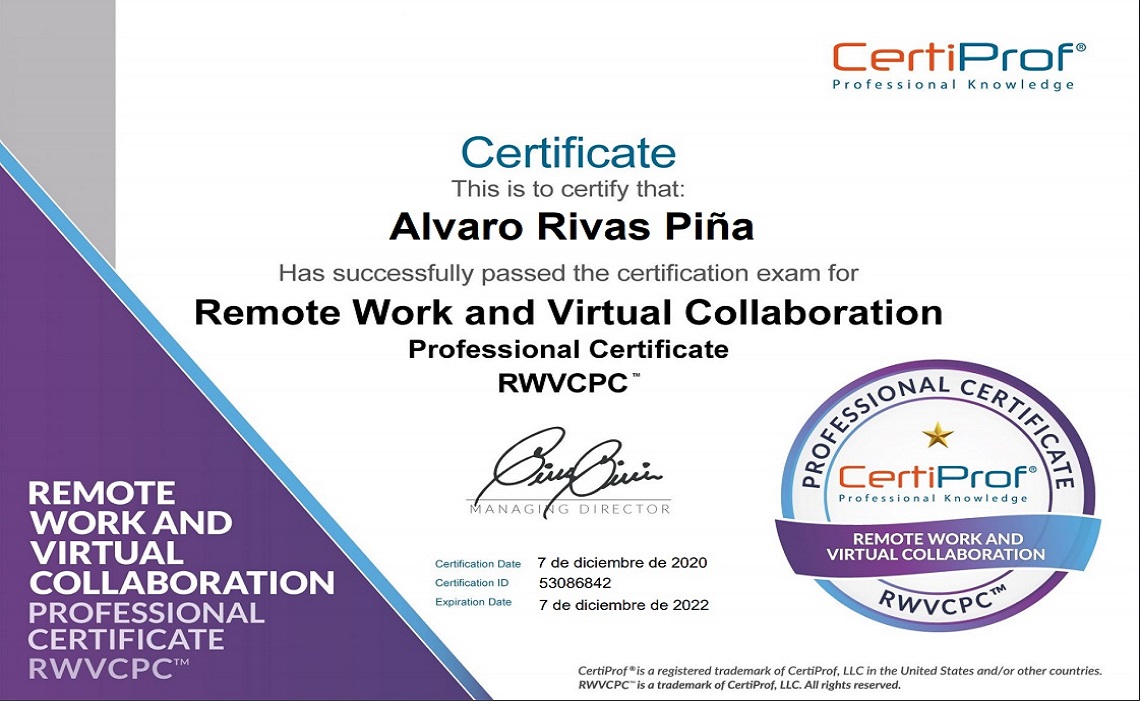 CertiProf®
Professional Knowledge
Certificate
This is to certify that:
Alvaro Rivas Piña
Has successfully passed the certification exam for
Remote Work and Virtual Collaboration
Professional Certificate
RWVCPC™
MANAGING DIRECTOR
Certification Date 7 de diciembre de 2020
Certification ID 53086842
Expiration Date 7 de diciembre de 2022
REMOTE
WORK AND
VIRTUAL
COLLABORATION
PROFESSIONAL
CERTIFICATE
RWVCPC™
PROFESSIONAL CERTIFICATE
CertiProf®
Professional Knowledge
REMOTE WORK AND
VIRTUAL COLLABORATION
RWVCPC™
CertiProf® is a registered trademark of CertiProf, LLC in the United States and/or other countries.
RWVCPC™ is a trademark of CertiProf, LLC. All rights reserved.